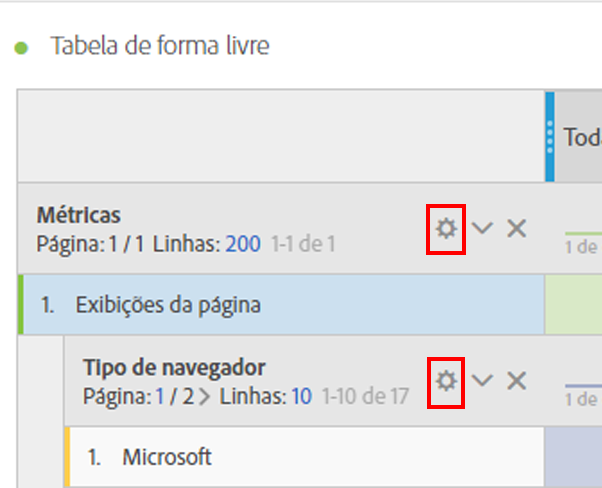 Tabela de forma livre
Tod
Métricas
Página: 1 / 1 Linhas: 200 1-1 de 1
1 de
1. Exibições da página
Tipo de navegador
Página: 1 / 2 > Linhas: 10 1-10 de 17
1 de
1. Microsoft